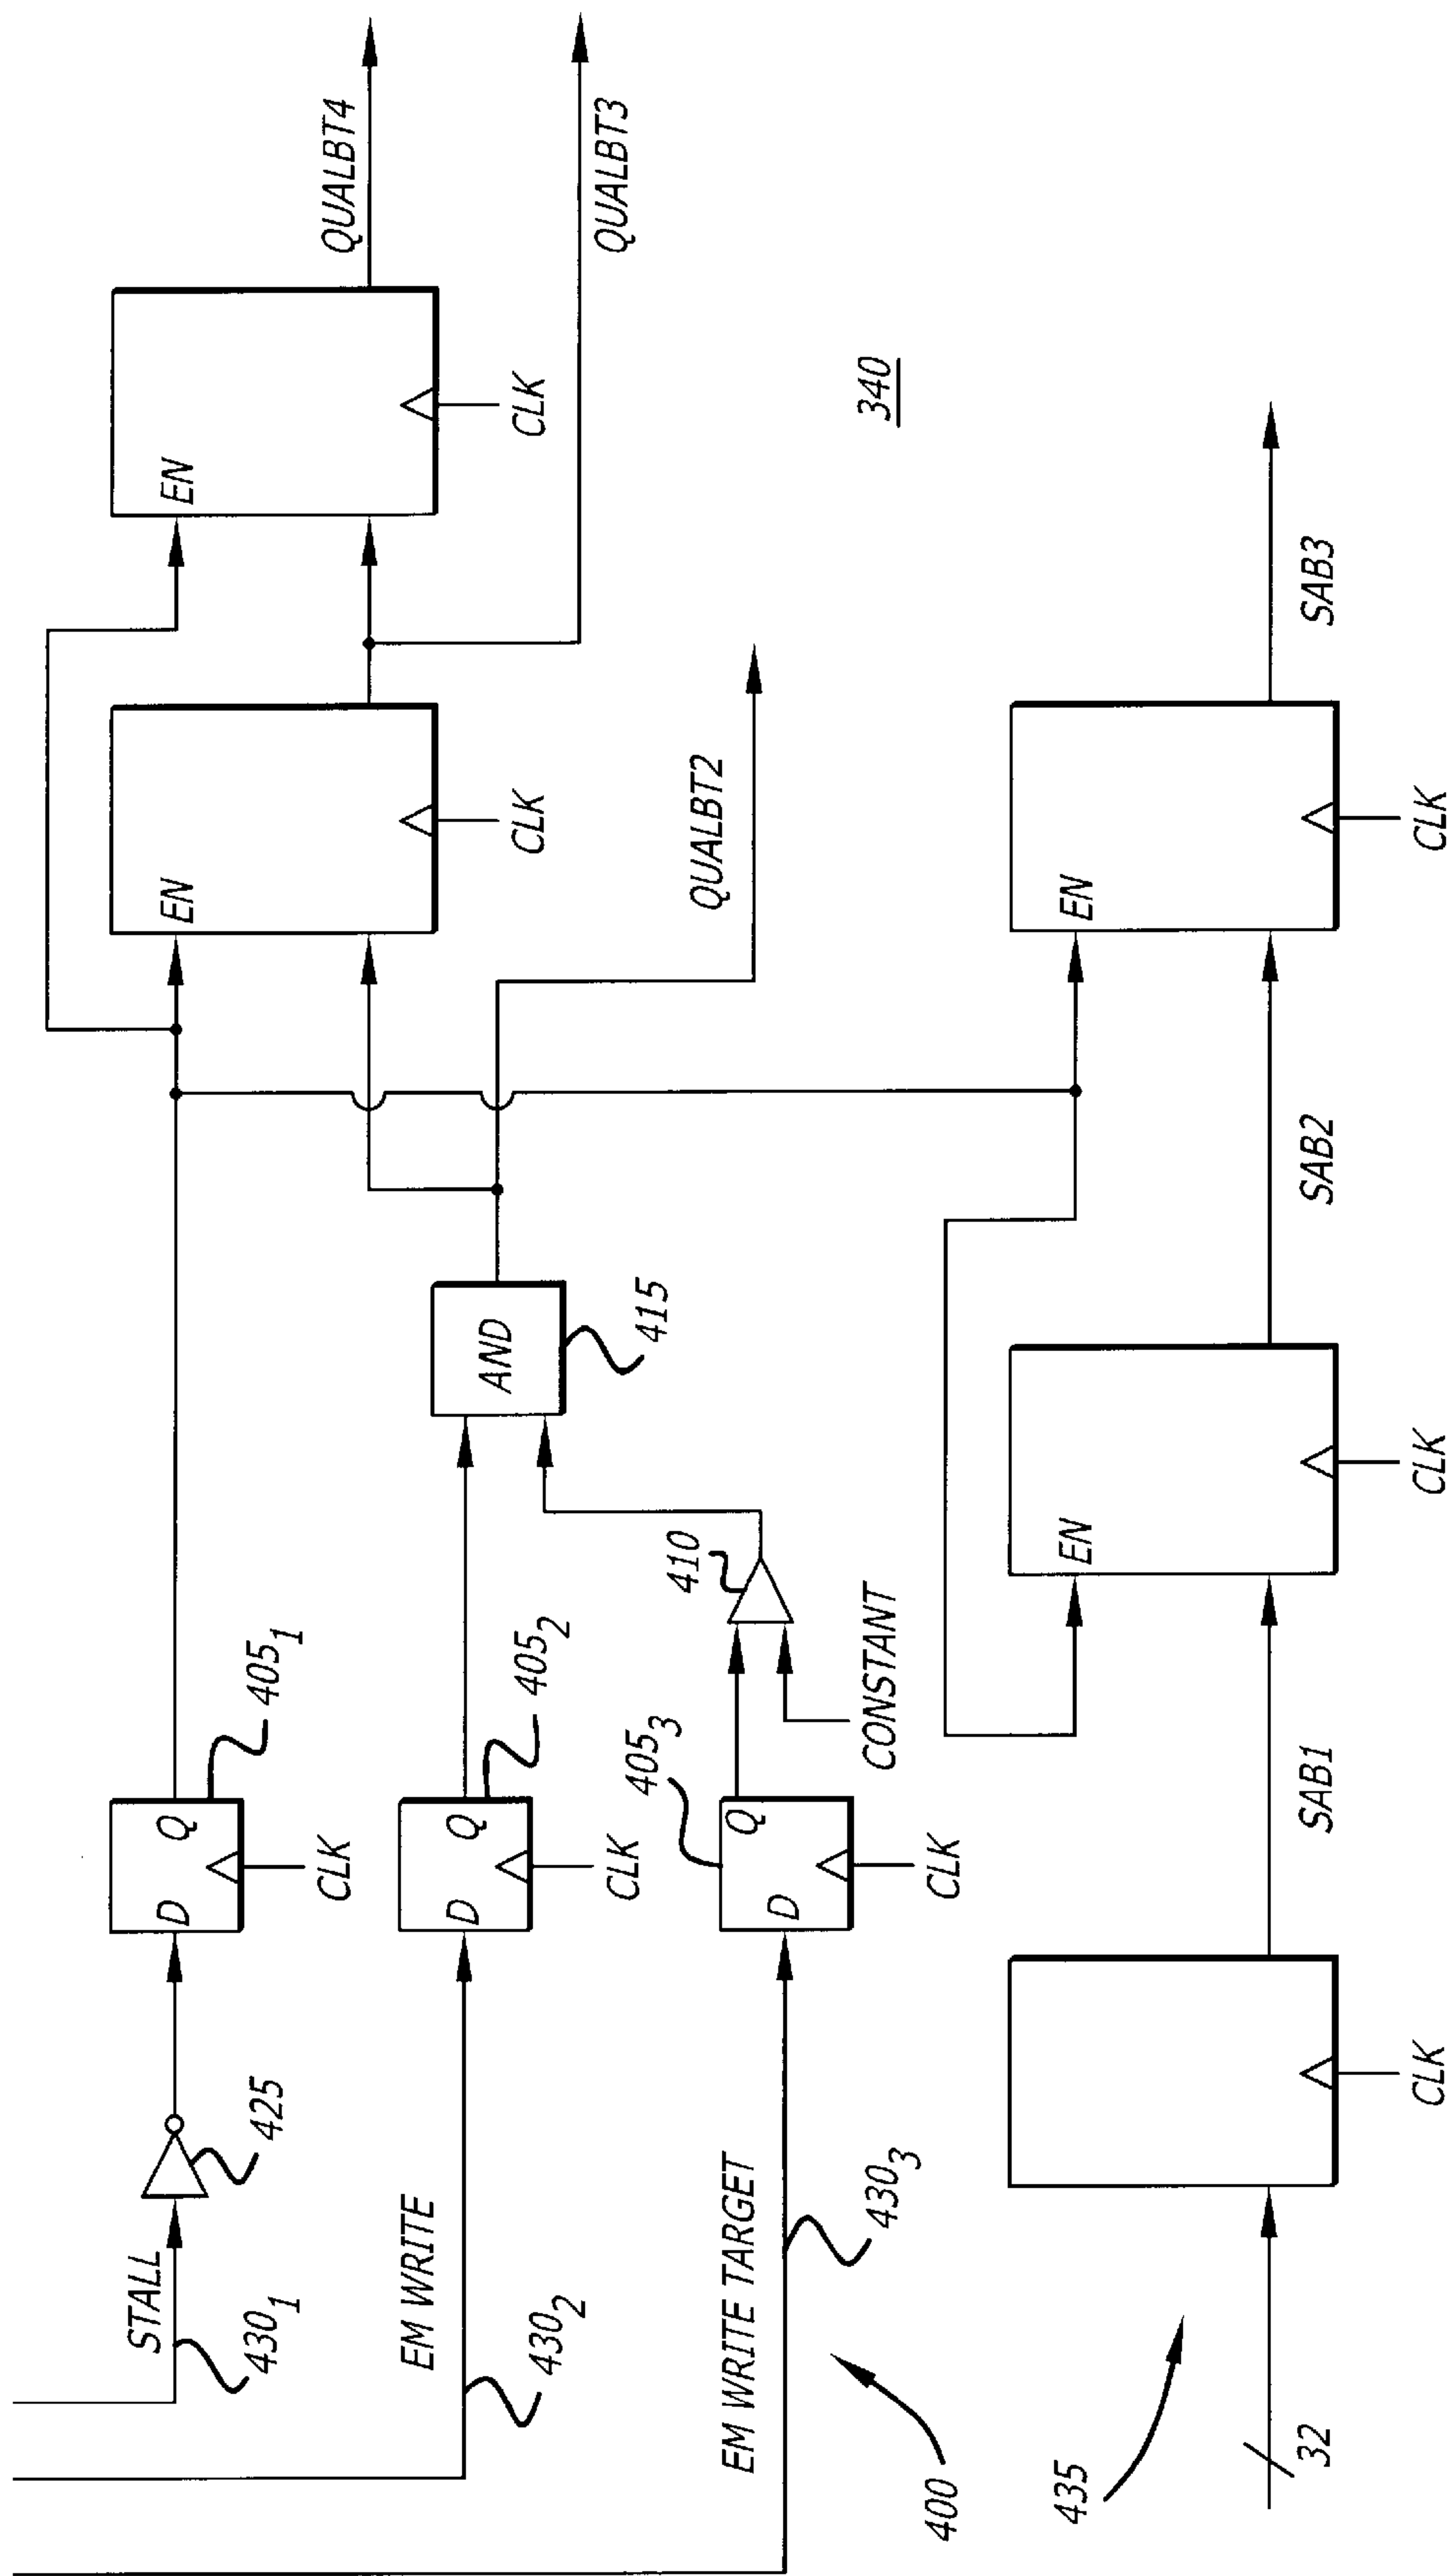 STALL
430₁
425
D Q
405₁
CLK
EN
CLK
EN
CLK
QUALBT4
QUALBT3
EM WRITE
430₂
D Q
405₂
CLK
AND
415
QUALBT2
EM WRITE TARGET
430₃
D Q
405₃
CLK
410
CONSTANT
340
400
435
32
CLK
SAB1
EN
CLK
SAB2
EN
CLK
SAB3